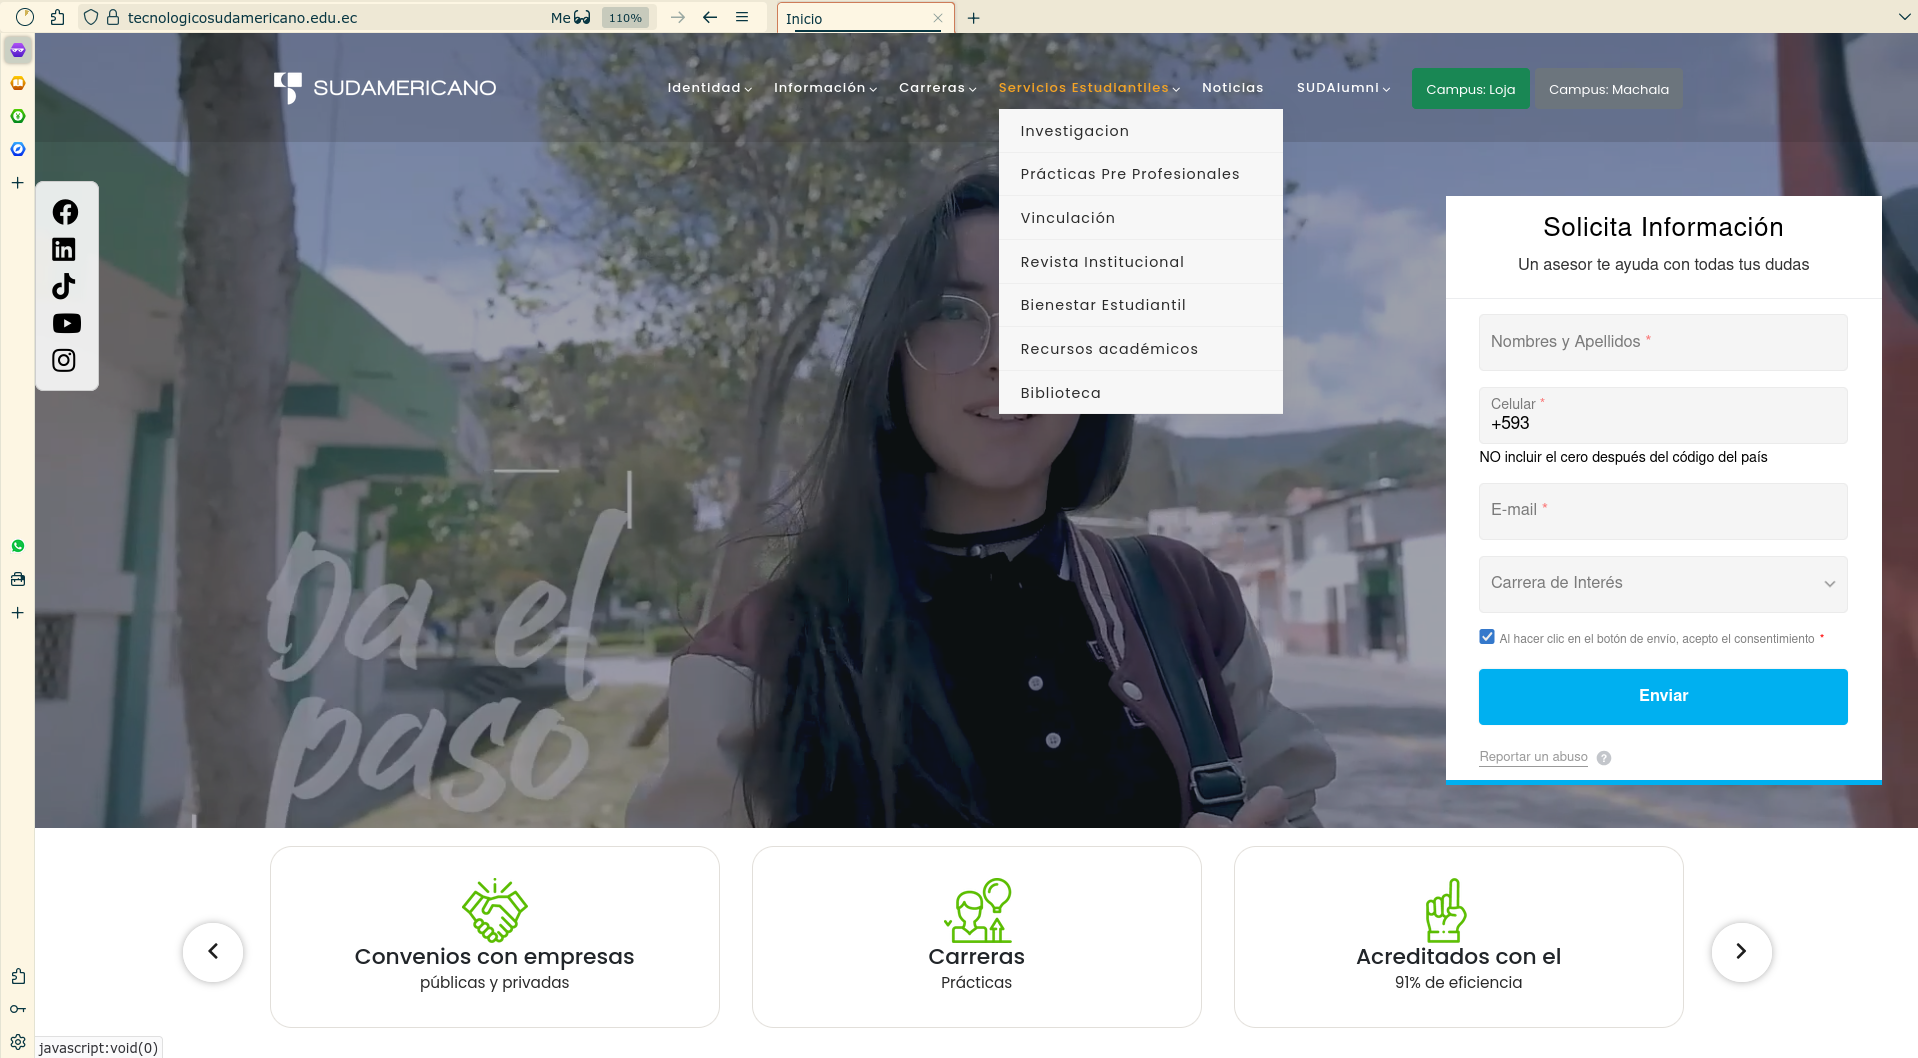 tecnologicosudamericano.edu.ec
Me
110%
Inicio
SUDAMERICANO
Identidad
Información
Carreras
Servicios Estudiantiles
Noticias
SUDAlumni
Campus: Loja
Campus: Machala
Investigacion
Prácticas Pre Profesionales
Vinculación
Revista Institucional
Bienestar Estudiantil
Recursos académicos
Biblioteca
Solicita Información
Un asesor te ayuda con todas tus dudas
Nombres y Apellidos *
Celular *
+593
NO incluir el cero después del código del país
E-mail *
Carrera de Interés
Al hacer clic en el botón de envío, acepto el consentimiento *
Enviar
Reportar un abuso ?
Da el
paso
Convenios con empresas
públicas y privadas
Carreras
Prácticas
Acreditados con el
91% de eficiencia
javascript:void(0)